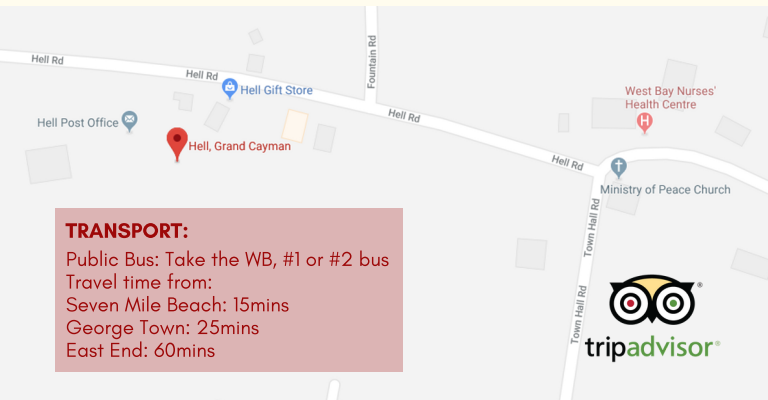 Fountain Rd
Hell Rd
Hell Rd
Hell Gift Store
West Bay Nurses'
Health Centre
Hell Rd
Hell Post Office
Hell, Grand Cayman
Hell Rd
Ministry of Peace Church
Town Hall Rd
TRANSPORT:
Public Bus: Take the WB, #1 or #2 bus
Travel time from:
Seven Mile Beach: 15mins
George Town: 25mins
East End: 60mins
Town Hall Rd
tripadvisor®